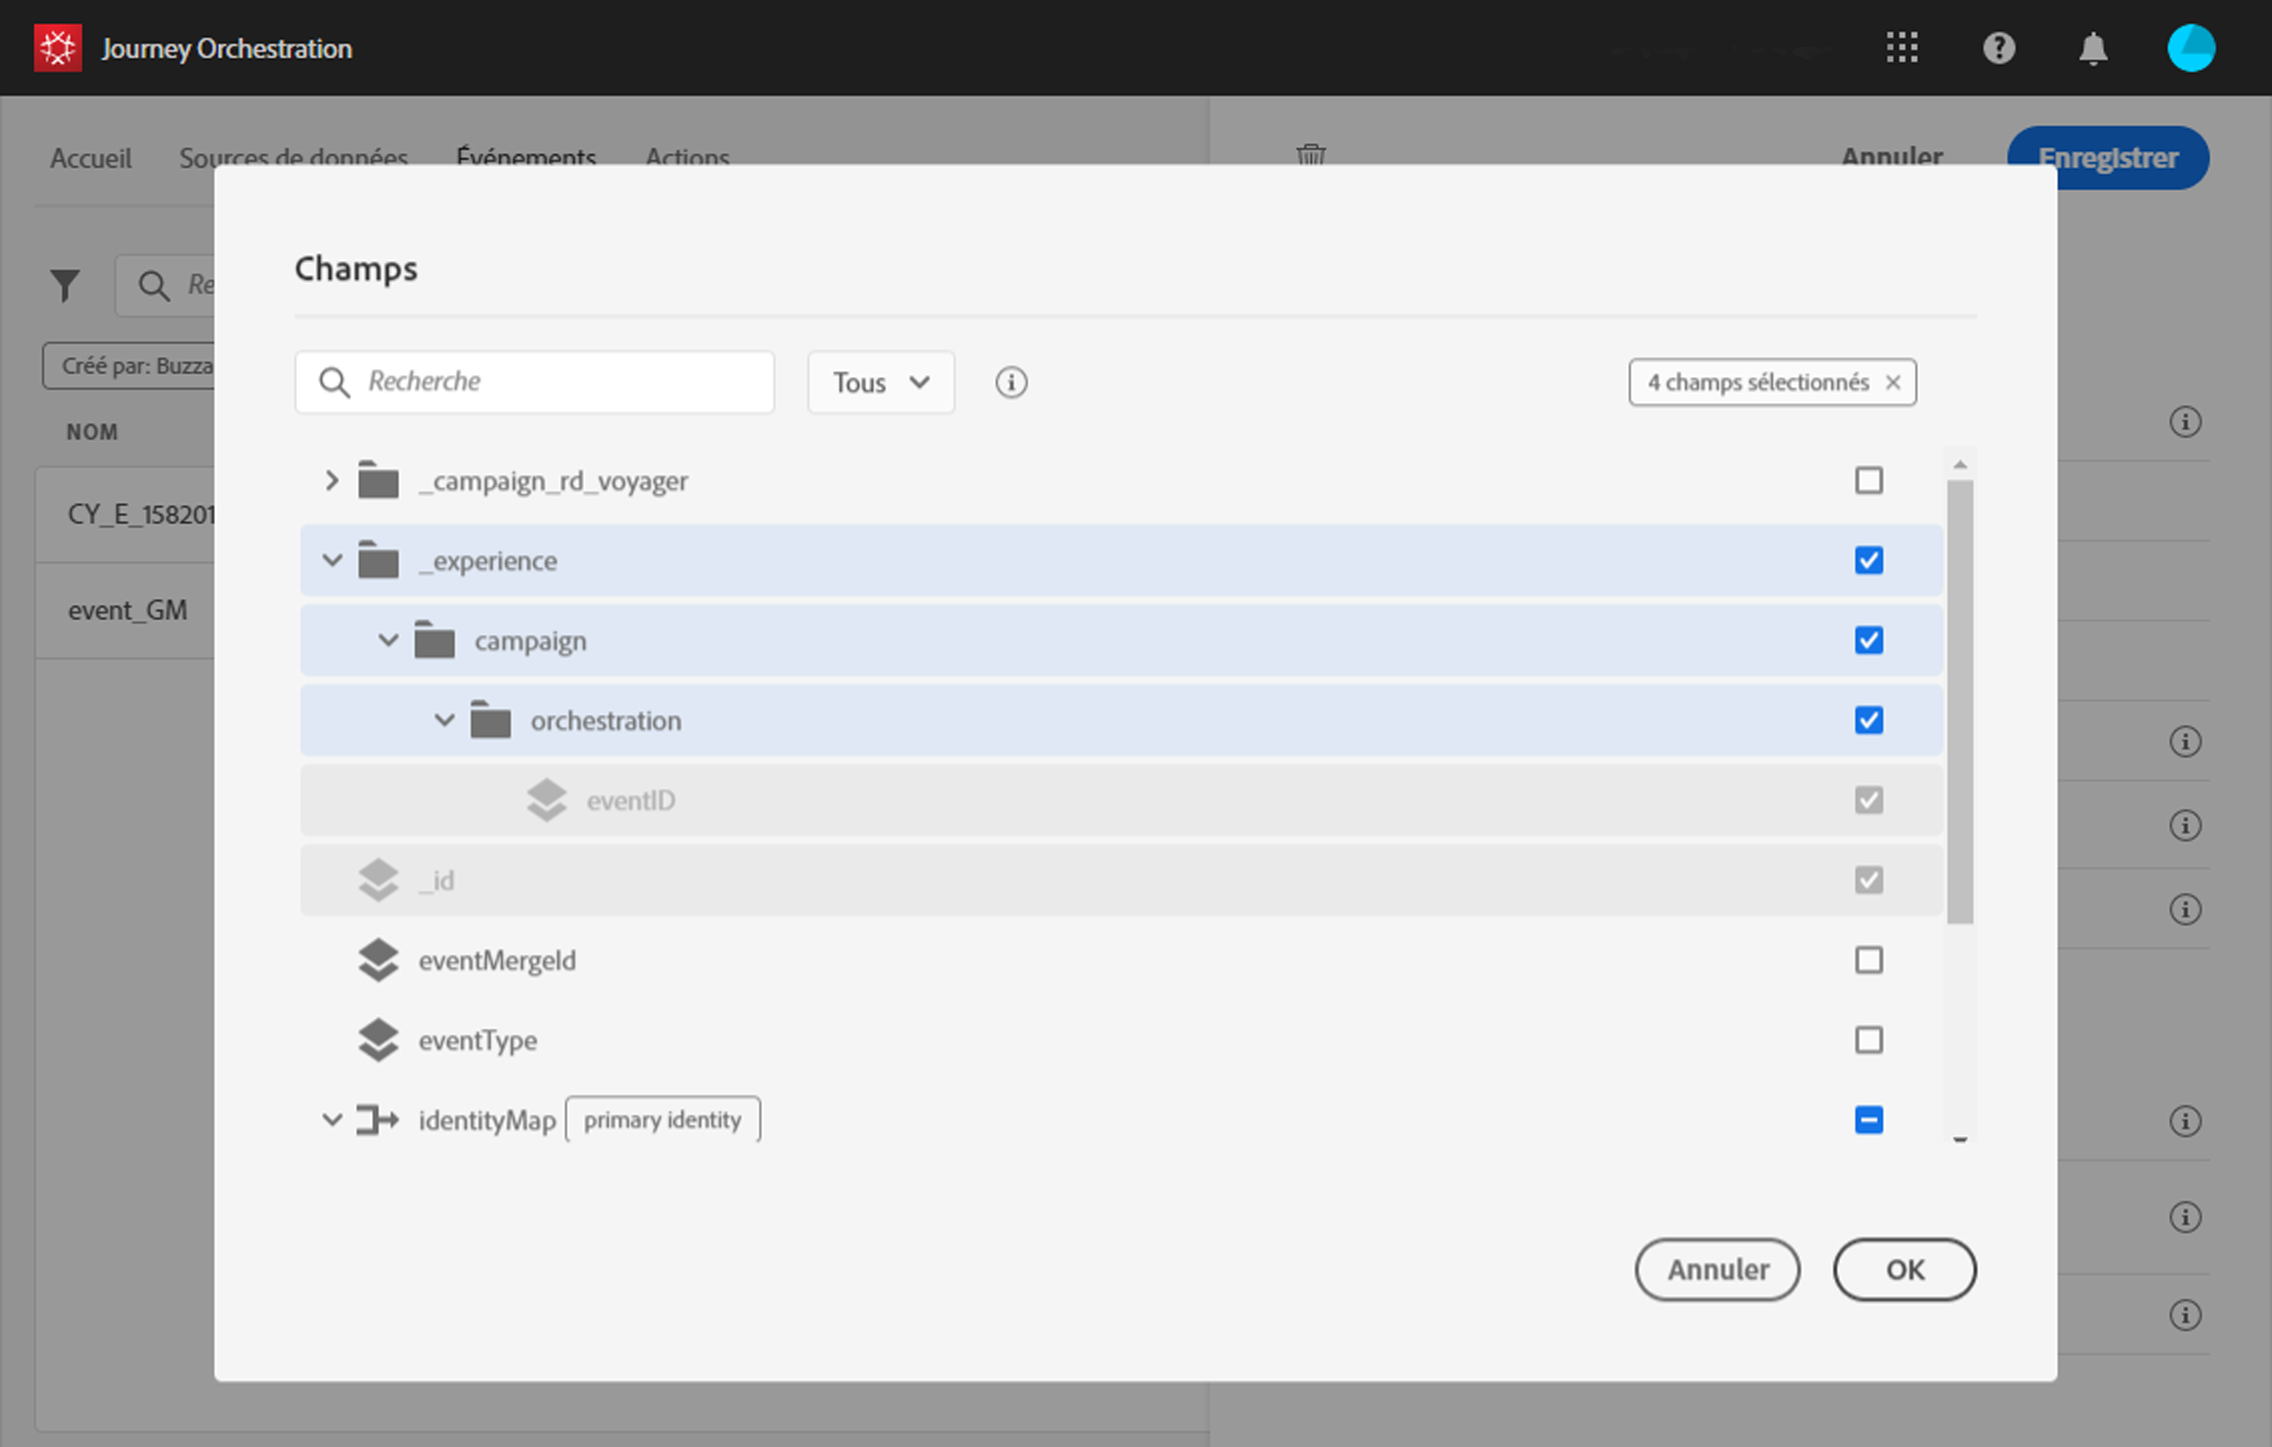 Journey Orchestration
Accueil Sources de données Événements Actions Annuler Enregistrer
Re
Créé par: Buzza
NOM
CY_E_158201
event_GM
Champs
Recherche Tous 4 champs sélectionnés
_campaign_rd_voyager
_experience
campaign
orchestration
eventID
_id
eventMergeId
eventType
identityMap primary identity
Annuler OK